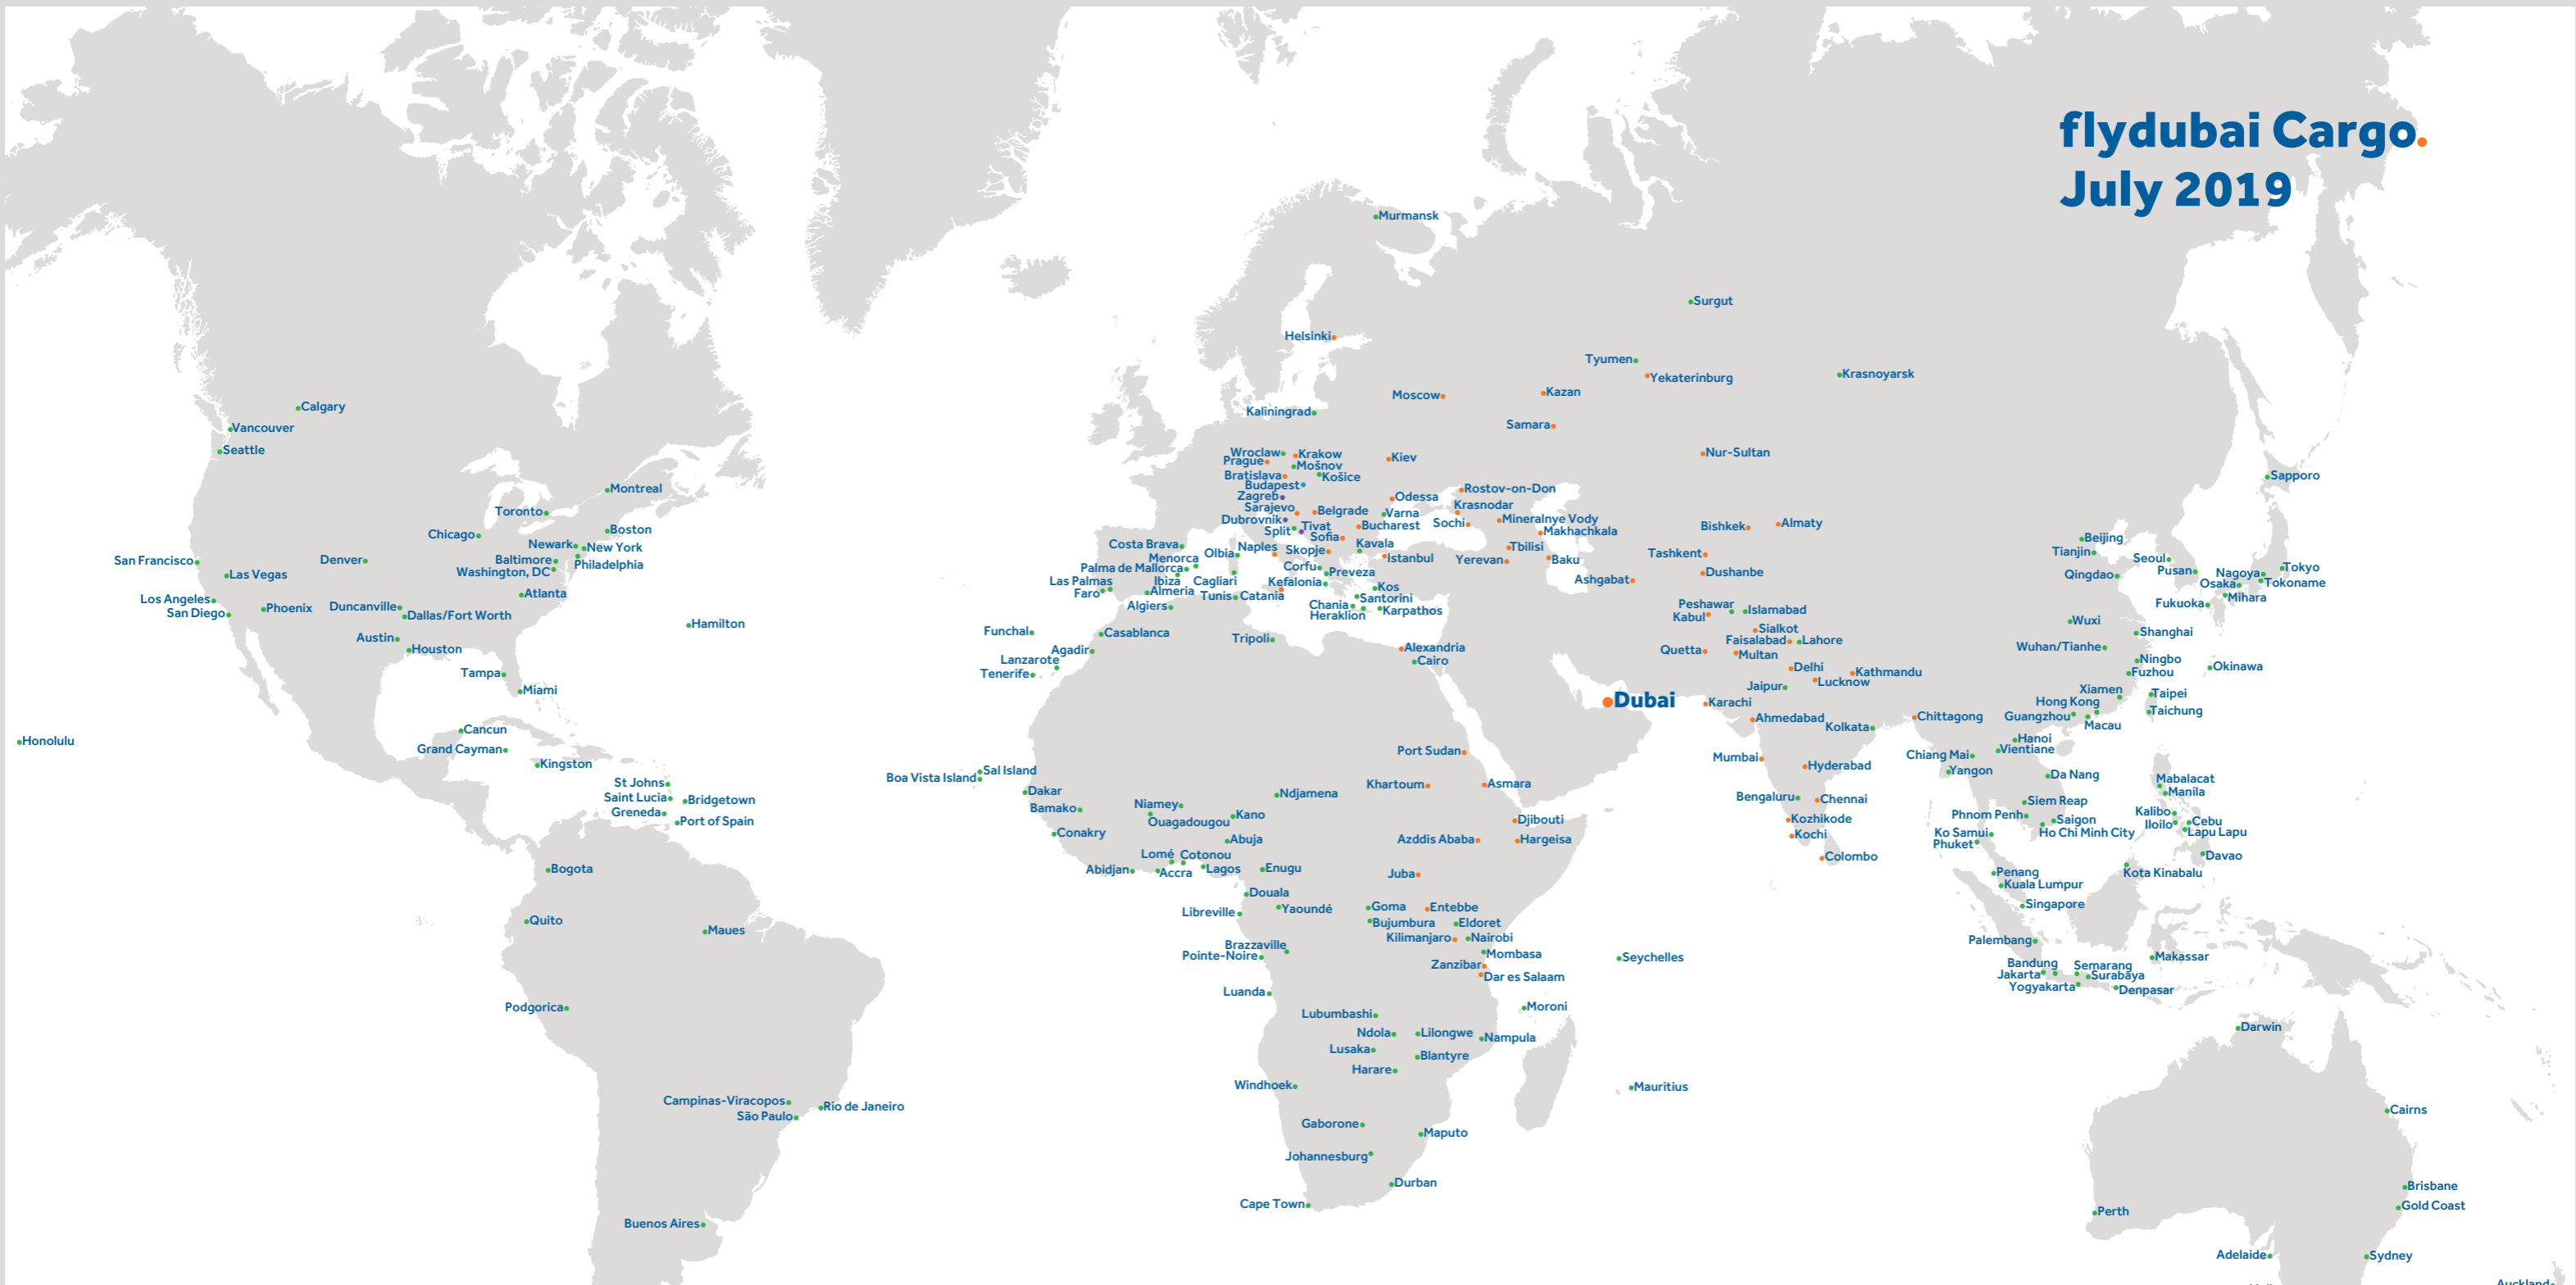 flydubai Cargo.
July 2019
Murmansk
Surgut
Helsinki
Tyumen
Yekaterinburg
Krasnoyarsk
Moscow
Kazan
Kaliningrad
Samara
Calgary
Vancouver
Seattle
Montreal
Toronto
Chicago
Boston
Newark
New York
Baltimore
Philadelphia
Washington, DC
San Francisco
Las Vegas
Denver
Los Angeles
San Diego
Phoenix
Duncanville
Dallas/Fort Worth
Atlanta
Austin
Houston
Hamilton
Tampa
Miami
Honolulu
Cancun
Grand Cayman
Kingston
St Johns
Saint Lucia
Bridgetown
Greneda
Port of Spain
Bogota
Quito
Maues
Podgorica
Campinas-Viracopos
São Paulo
Rio de Janeiro
Buenos Aires
Wroclaw
Krakow
Prague
Mošnov
Bratislava
Košice
Budapest
Zagreb
Sarajevo
Belgrade
Dubrovnik
Split
Tivat
Sofia
Kiev
Odessa
Varna
Bucharest
Rostov-on-Don
Krasnodar
Sochi
Mineralnye Vody
Makhachkala
Nur-Sultan
Bishkek
Almaty
Costa Brava
Menorca
Palma de Mallorca
Olbia
Naples
Skopje
Kavala
Istanbul
Corfu
Preveza
Las Palmas
Faro
Ibiza
Almeria
Cagliari
Kefalonia
Kos
Tunis
Catania
Santorini
Chania
Heraklion
Karpathos
Algiers
Yerevan
Tbilisi
Baku
Tashkent
Dushanbe
Ashgabat
Peshawar
Islamabad
Kabul
Sialkot
Faisalabad
Lahore
Quetta
Multan
Delhi
Kathmandu
Lucknow
Jaipur
Karachi
Ahmedabad
Kolkata
Chittagong
Mumbai
Hyderabad
Bengaluru
Chennai
Kozhikode
Kochi
Colombo
Funchal
Casablanca
Agadir
Lanzarote
Tenerife
Tripoli
Alexandria
Cairo
Dubai
Port Sudan
Sal Island
Boa Vista Island
Dakar
Bamako
Niamey
Ouagadougou
Kano
Ndjamena
Khartoum
Asmara
Conakry
Abuja
Djibouti
Azddis Ababa
Hargeisa
Lomé
Cotonou
Abidjan
Accra
Lagos
Enugu
Juba
Douala
Libreville
Yaoundé
Goma
Entebbe
Bujumbura
Eldoret
Kilimanjaro
Nairobi
Brazzaville
Pointe-Noire
Mombasa
Zanzibar
Dar es Salaam
Seychelles
Luanda
Moroni
Lubumbashi
Ndola
Lilongwe
Nampula
Lusaka
Blantyre
Harare
Windhoek
Mauritius
Gaborone
Maputo
Johannesburg
Durban
Cape Town
Sapporo
Beijing
Tianjin
Seoul
Pusan
Qingdao
Nagoya
Tokyo
Osaka
Tokoname
Mihara
Fukuoka
Wuxi
Shanghai
Wuhan/Tianhe
Ningbo
Fuzhou
Okinawa
Xiamen
Taipei
Hong Kong
Guangzhou
Macau
Taichung
Hanoi
Vientiane
Chiang Mai
Yangon
Da Nang
Mabalacat
Manila
Siem Reap
Phnom Penh
Saigon
Kalibo
Iloilo
Cebu
Lapu Lapu
Ko Samui
Ho Chi Minh City
Phuket
Davao
Penang
Kota Kinabalu
Kuala Lumpur
Singapore
Palembang
Makassar
Bandung
Semarang
Jakarta
Surabaya
Yogyakarta
Denpasar
Darwin
Cairns
Brisbane
Gold Coast
Perth
Adelaide
Sydney
Auckland